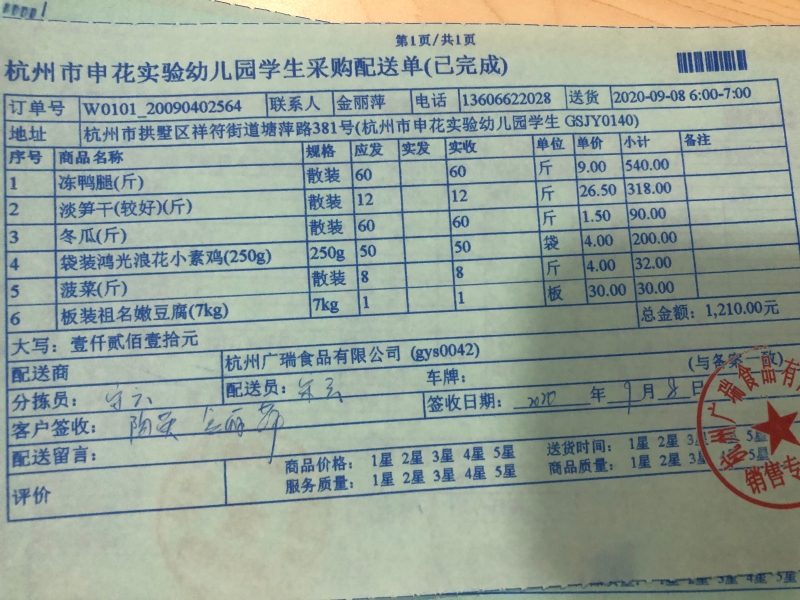 第1页/共1页
杭州市申花实验幼儿园学生采购配送单(已完成)
订单号 W0101_20090402564 联系人 金丽萍 电话 13606622028 送货 2020-09-08 6:00-7:00
地址 杭州市拱墅区祥符街道塘萍路381号(杭州市申花实验幼儿园学生 GSJY0140)
序号 商品名称 规格 应发 实发 实收 单位 单价 小计 备注
1 冻鸭腿(斤) 散装 60 60 斤 9.00 540.00
2 淡笋干(较好)(斤) 散装 12 12 斤 26.50 318.00
3 冬瓜(斤) 散装 60 60 斤 1.50 90.00
4 袋装鸿光浪花小素鸡(250g) 250g 50 50 袋 4.00 200.00
5 菠菜(斤) 散装 8 8 斤 4.00 32.00
6 板装祖名嫩豆腐(7kg) 7kg 1 1 板 30.00 30.00
总金额：1,210.00元
大写：壹仟贰佰壹拾元
配送商 杭州广瑞食品有限公司 (gys0042) (与备案一致)
分拣员： 配送员： 车牌：
客户签收： 签收日期： 2020 年 9 月 8 日
配送留言：
评价 商品价格： 1星 2星 3星 4星 5星 送货时间： 1星 2星 3星 4星 5星
服务质量： 1星 2星 3星 4星 5星 商品质量： 1星 2星 3星 4星 5星
杭州广瑞食品有
销售专